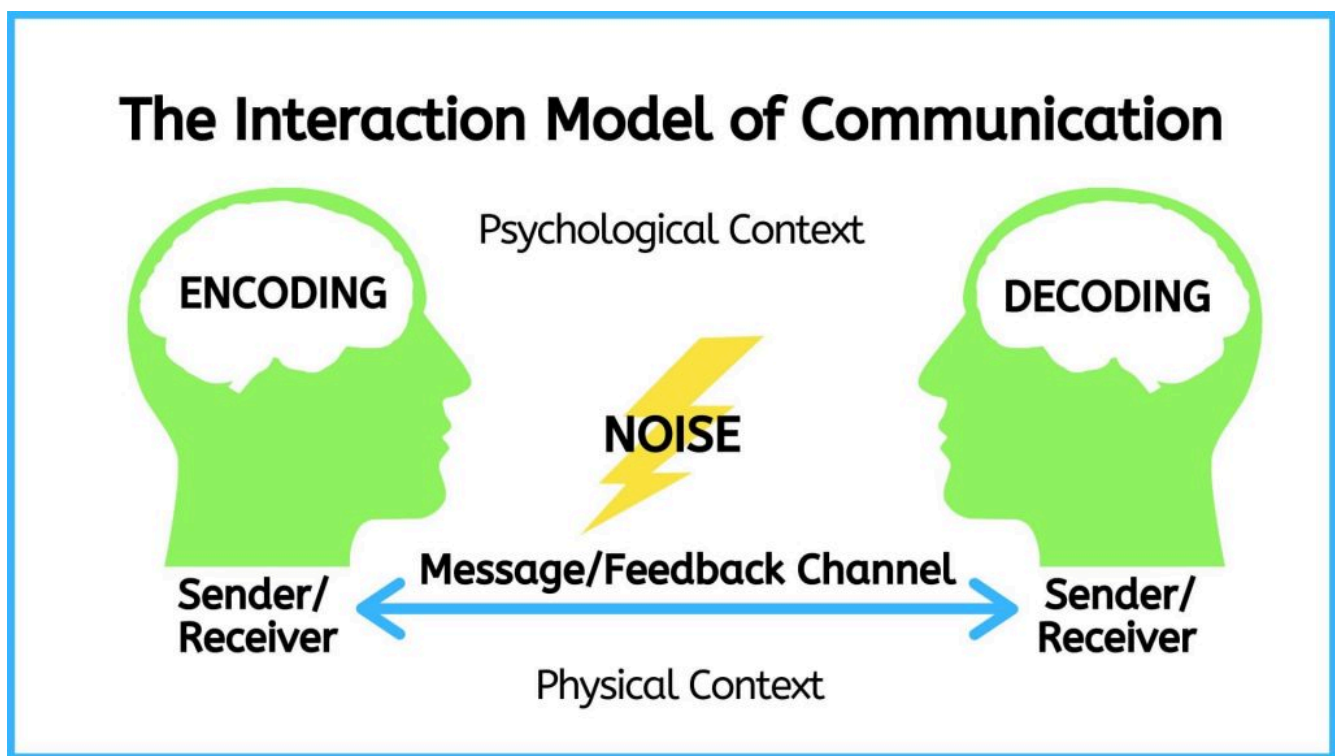 The Interaction Model of Communication
Psychological Context
ENCODING
DECODING
NOISE
Message/Feedback Channel
Sender/
Receiver
Sender/
Receiver
Physical Context